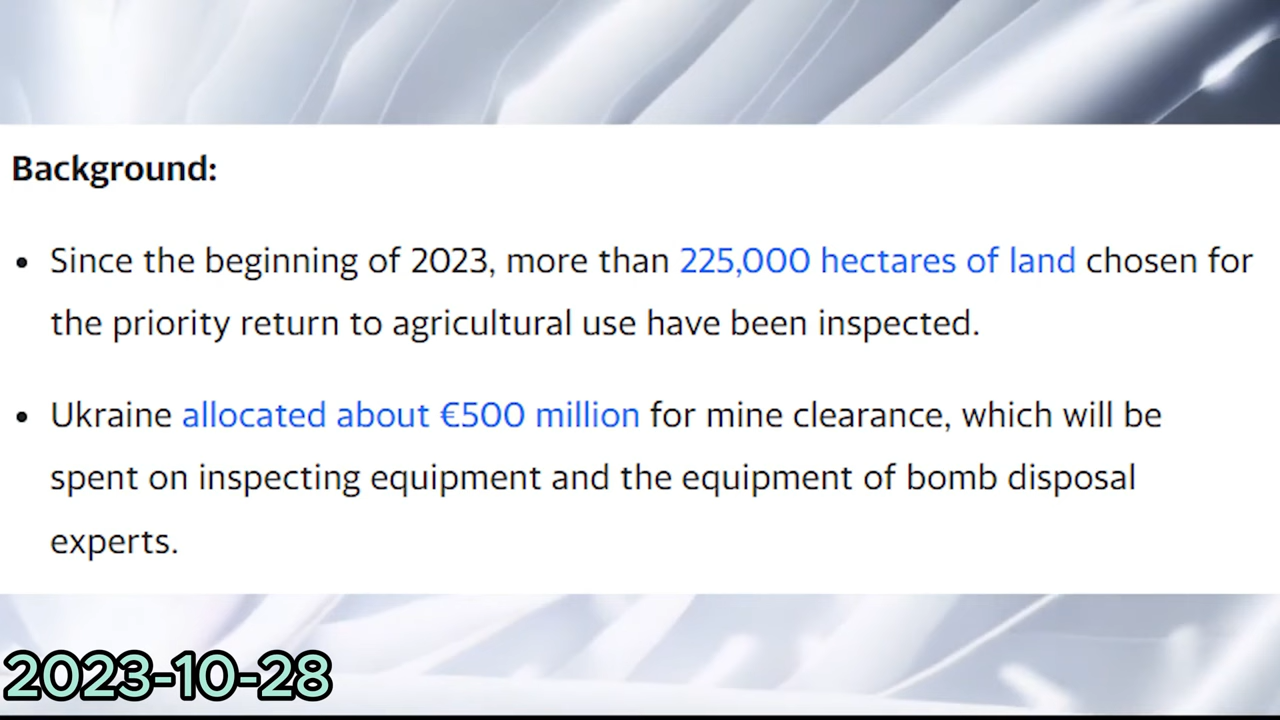 Background:
• Since the beginning of 2023, more than 225,000 hectares of land chosen for
the priority return to agricultural use have been inspected.
• Ukraine allocated about €500 million for mine clearance, which will be
spent on inspecting equipment and the equipment of bomb disposal
experts.
2023-10-28